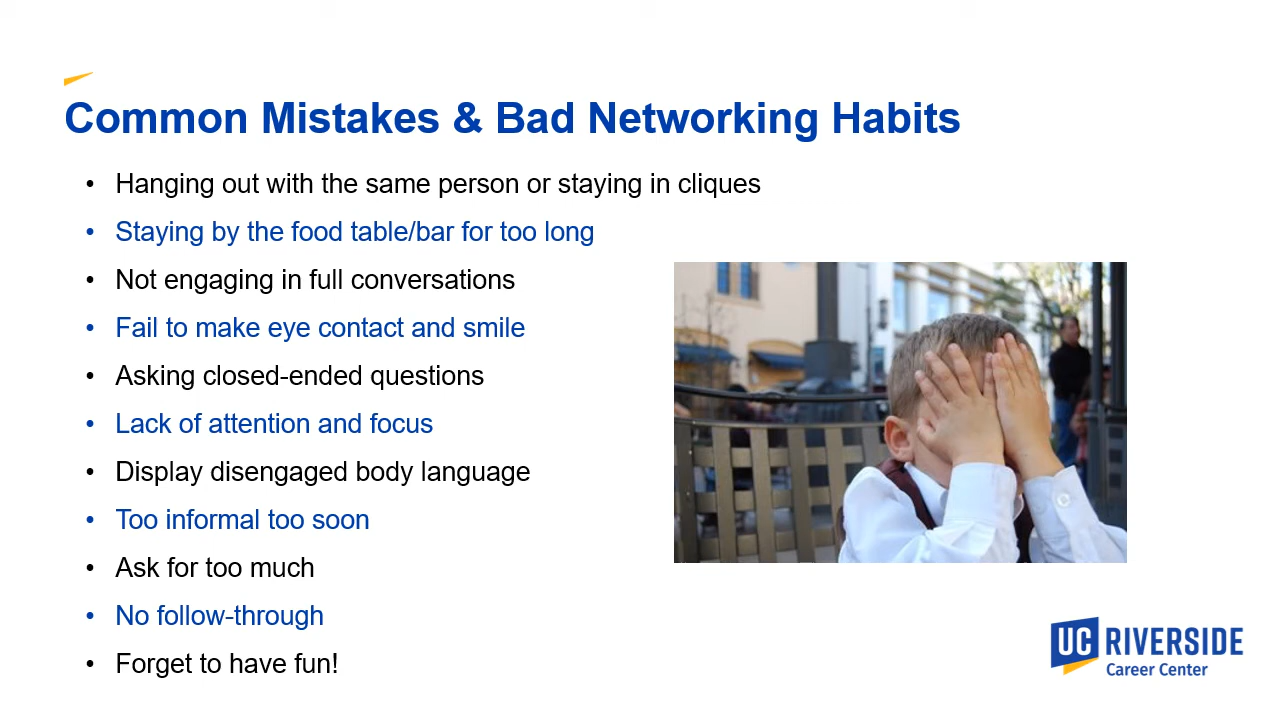 Common Mistakes & Bad Networking Habits
• Hanging out with the same person or staying in cliques
• Staying by the food table/bar for too long
• Not engaging in full conversations
• Fail to make eye contact and smile
• Asking closed-ended questions
• Lack of attention and focus
• Display disengaged body language
• Too informal too soon
• Ask for too much
• No follow-through
• Forget to have fun!
UC RIVERSIDE
Career Center